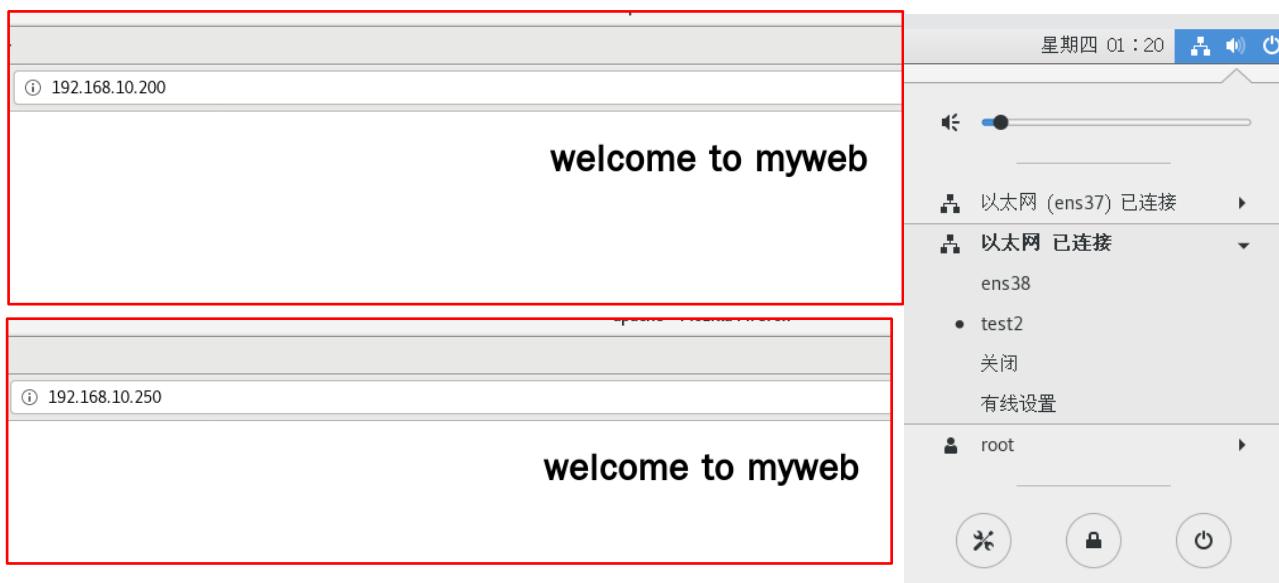 192.168.10.200
welcome to myweb
192.168.10.250
welcome to myweb
星期四 01：20
以太网 (ens37) 已连接
以太网 已连接
ens38
test2
关闭
有线设置
root